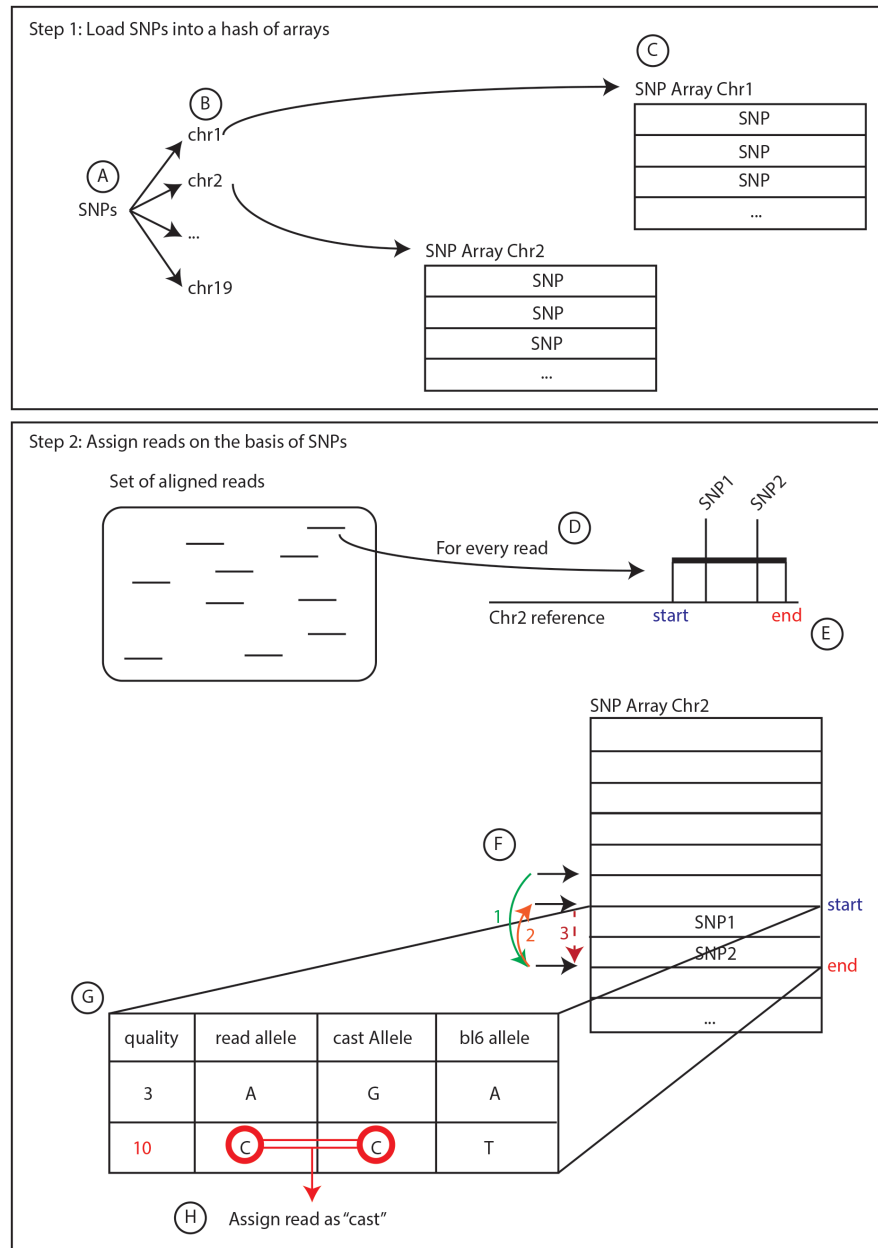 Step 1: Load SNPs into a hash of arrays
C
SNP Array Chr1
B
chr1
SNP
SNP
A
chr2
SNP
SNPs
...
...
SNP Array Chr2
chr19
SNP
SNP
SNP
...
Step 2: Assign reads on the basis of SNPs
Set of aligned reads
SNP1
SNP2
D
For every read
Chr2 reference
start
end
E
SNP Array Chr2
F
1
2
3
start
SNP1
SNP2
end
...
G
quality read allele cast Allele bl6 allele
3 A G A
10 C C T
H
Assign read as “cast”